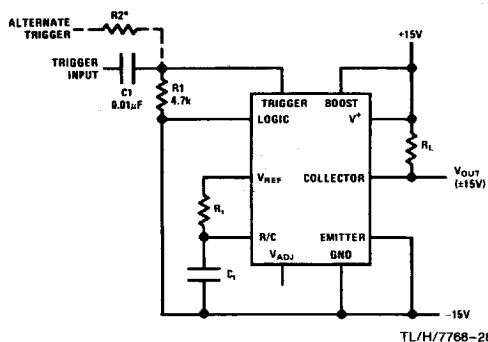 ALTERNATE
TRIGGER
R2*
+15V
TRIGGER
INPUT
C1
0.01µF
R1
4.7k
TRIGGER
BOOST
LOGIC
V+
RL
VREF
COLLECTOR
VOUT
(±15V)
Rt
R/C
EMITTER
VADJ
GND
Ct
−15V
TL/H/7768-28